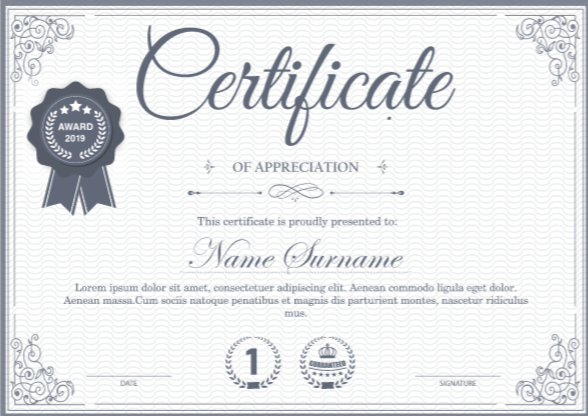 Certificate
AWARD
2019
OF APPRECIATION
This certificate is proudly presented to:
Name Surname
Lorem ipsum dolor sit amet, consectetuer adipiscing elit. Aenean commodo ligula eget dolor.
Aenean massa.Cum sociis natoque penatibus et magnis dis parturient montes, nascetur ridiculus
mus.
1
GUARANTEED
DATE
SIGNATURE